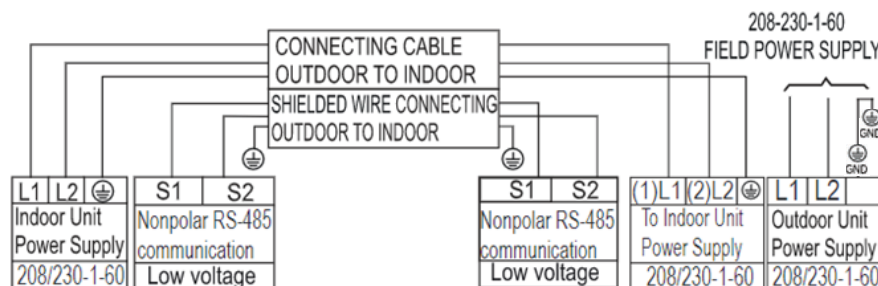 208-230-1-60
FIELD POWER SUPPLY
CONNECTING CABLE
OUTDOOR TO INDOOR
SHIELDED WIRE CONNECTING
OUTDOOR TO INDOOR
GND
GND
L1 L2
Indoor Unit
Power Supply
208/230-1-60
S1 S2
Nonpolar RS-485
communication
Low voltage
S1 S2
Nonpolar RS-485
communication
Low voltage
(1)L1 (2)L2
To Indoor Unit
Power Supply
208/230-1-60
L1 L2
Outdoor Unit
Power Supply
208/230-1-60